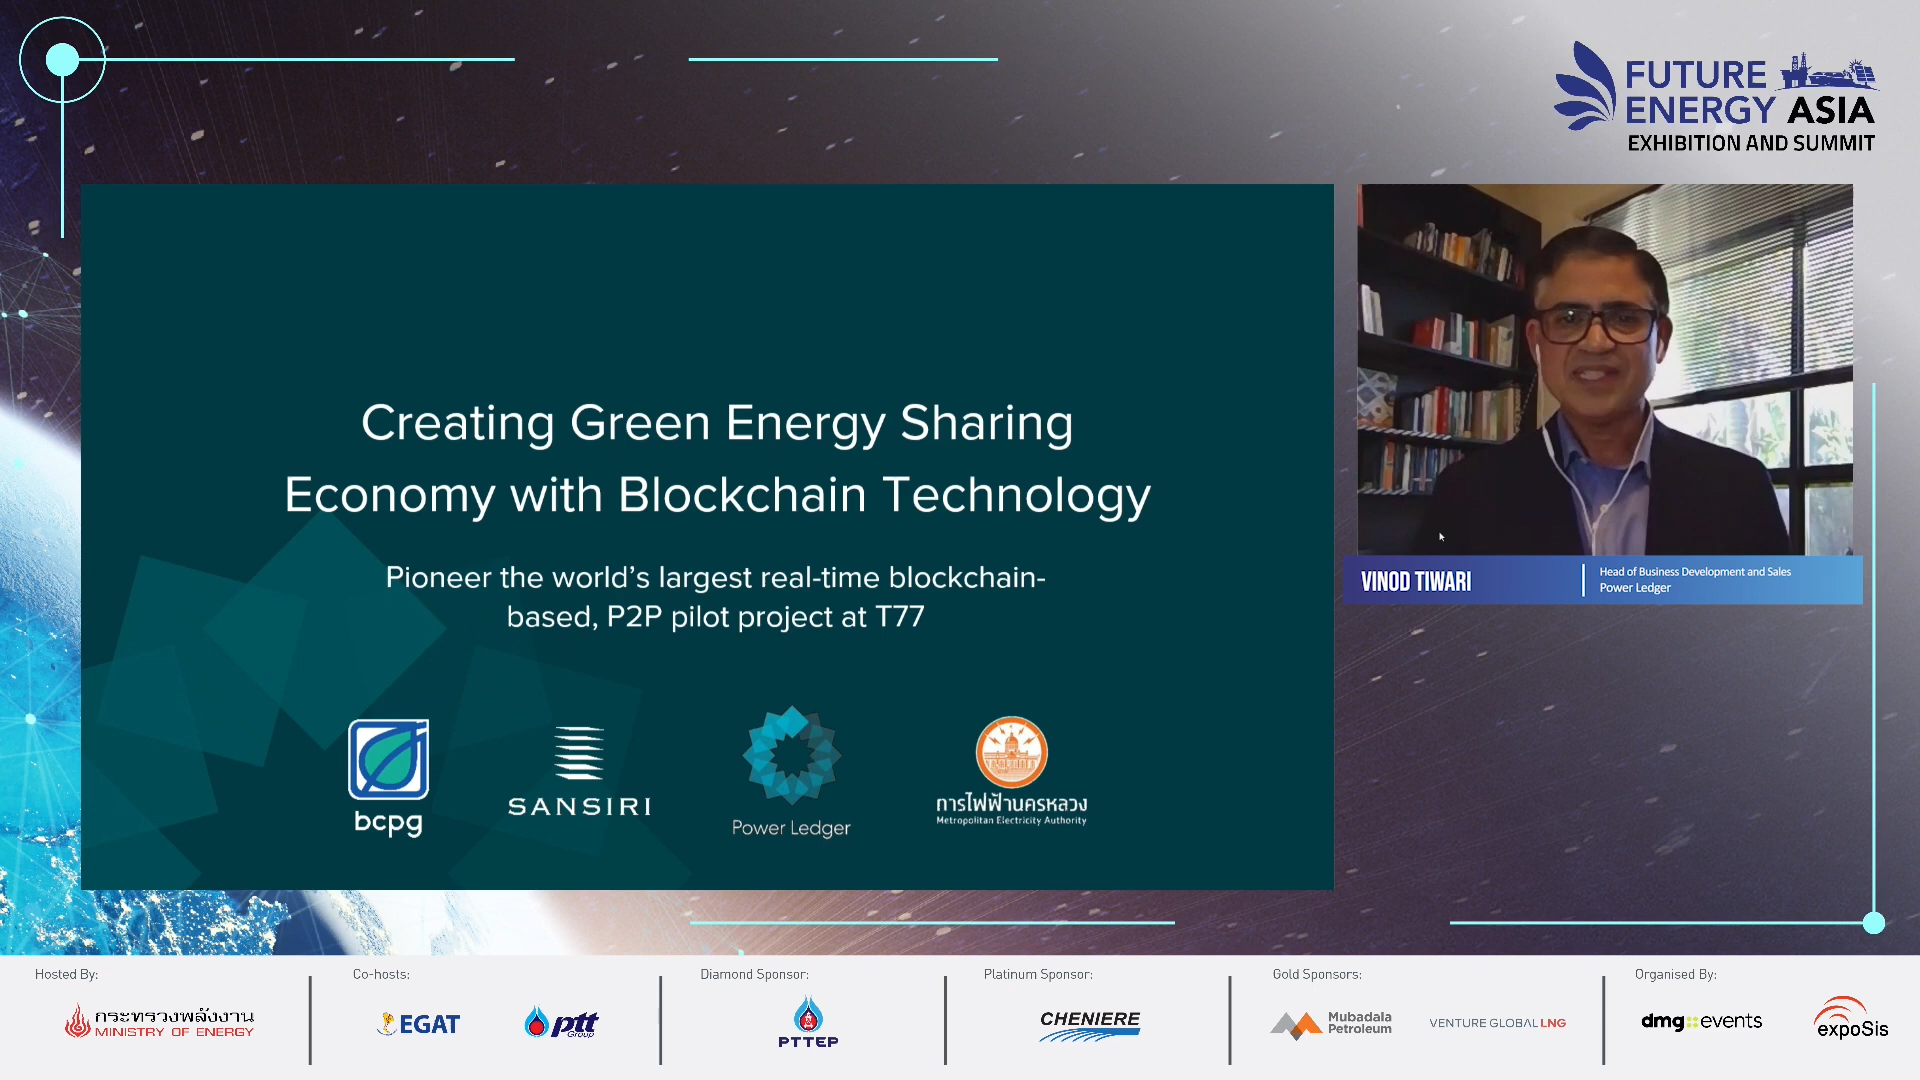 FUTURE
ENERGY ASIA
EXHIBITION AND SUMMIT
Creating Green Energy Sharing
Economy with Blockchain Technology
Pioneer the world's largest real-time blockchain-
based, P2P pilot project at T77
bcpg
SANSIRI
Power Ledger
การไฟฟ้านครหลวง
Metropolitan Electricity Authority
VINOD TIWARI
Head of Business Development and Sales
Power Ledger
Hosted By:
กระทรวงพลังงาน
MINISTRY OF ENERGY
Co-hosts:
EGAT
ptt
Group
Diamond Sponsor:
PTTEP
Platinum Sponsor:
CHENIERE
Gold Sponsors:
Mubadala
Petroleum
VENTURE GLOBAL LNG
Organised By:
dmg::events
expoSis